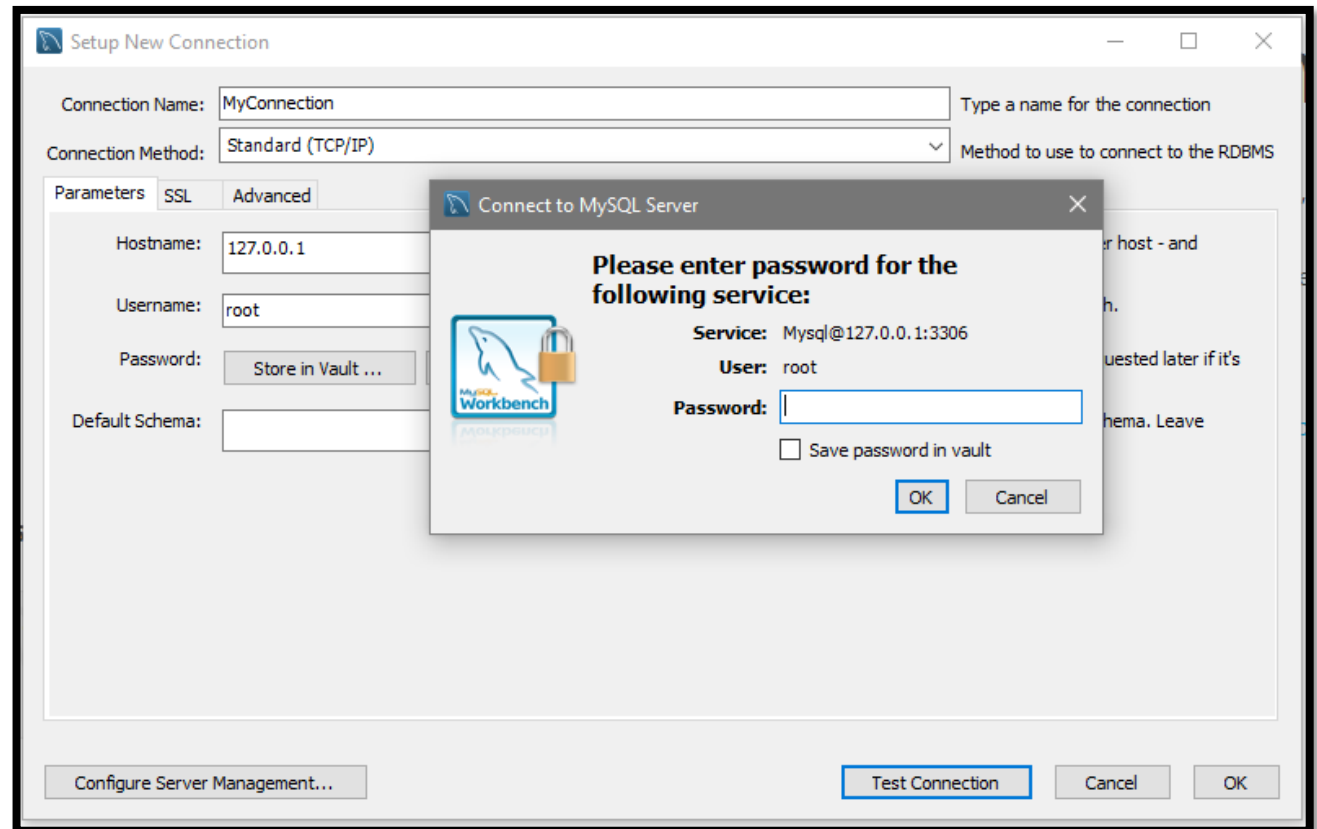 Setup New Connection
Connection Name: MyConnection Type a name for the connection
Connection Method: Standard (TCP/IP) Method to use to connect to the RDBMS
Parameters SSL Advanced
Connect to MySQL Server
Hostname: 127.0.0.1 host - and
Please enter password for the
following service:
Service: Mysql@127.0.0.1:3306
Username: root
User: root
Password: Store in Vault ... later if it's
Password:
Default Schema: Leave
Save password in vault
OK Cancel
MySQL
Workbench
Configure Server Management... Test Connection Cancel OK